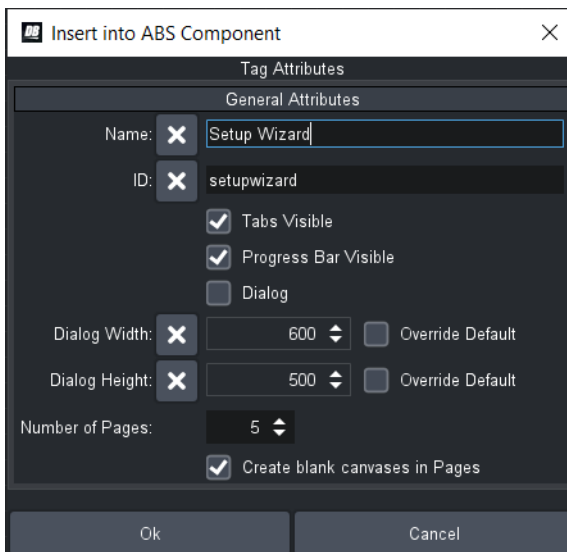 DB Insert into ABS Component
Tag Attributes
General Attributes
Name: Setup Wizard
ID: setupwizard
Tabs Visible
Progress Bar Visible
Dialog
Dialog Width: 600 Override Default
Dialog Height: 500 Override Default
Number of Pages: 5
Create blank canvases in Pages
Ok Cancel